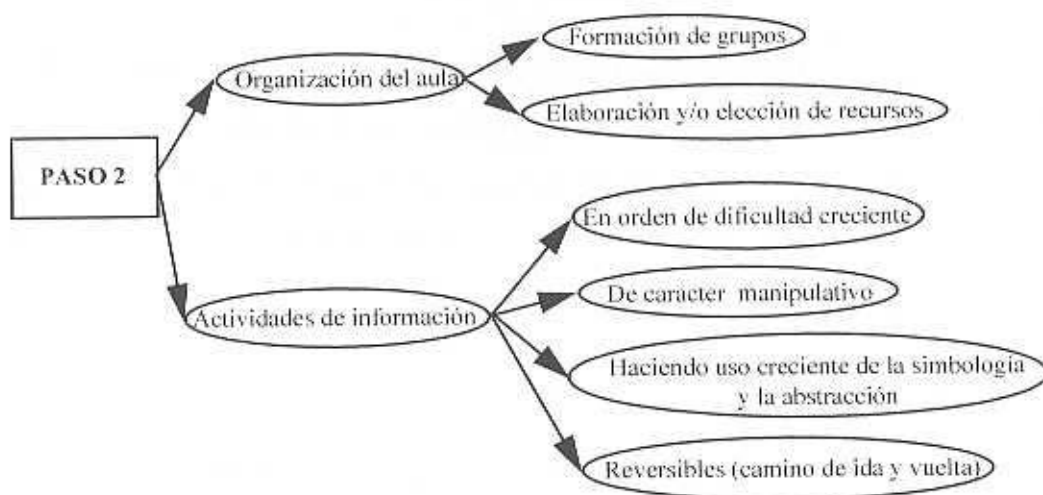 PASO 2
Organización del aula
Formación de grupos
Elaboración y/o elección de recursos
Actividades de información
En orden de dificultad creciente
De caracter manipulativo
Haciendo uso creciente de la simbología
y la abstracción
Reversibles (camino de ida y vuelta)